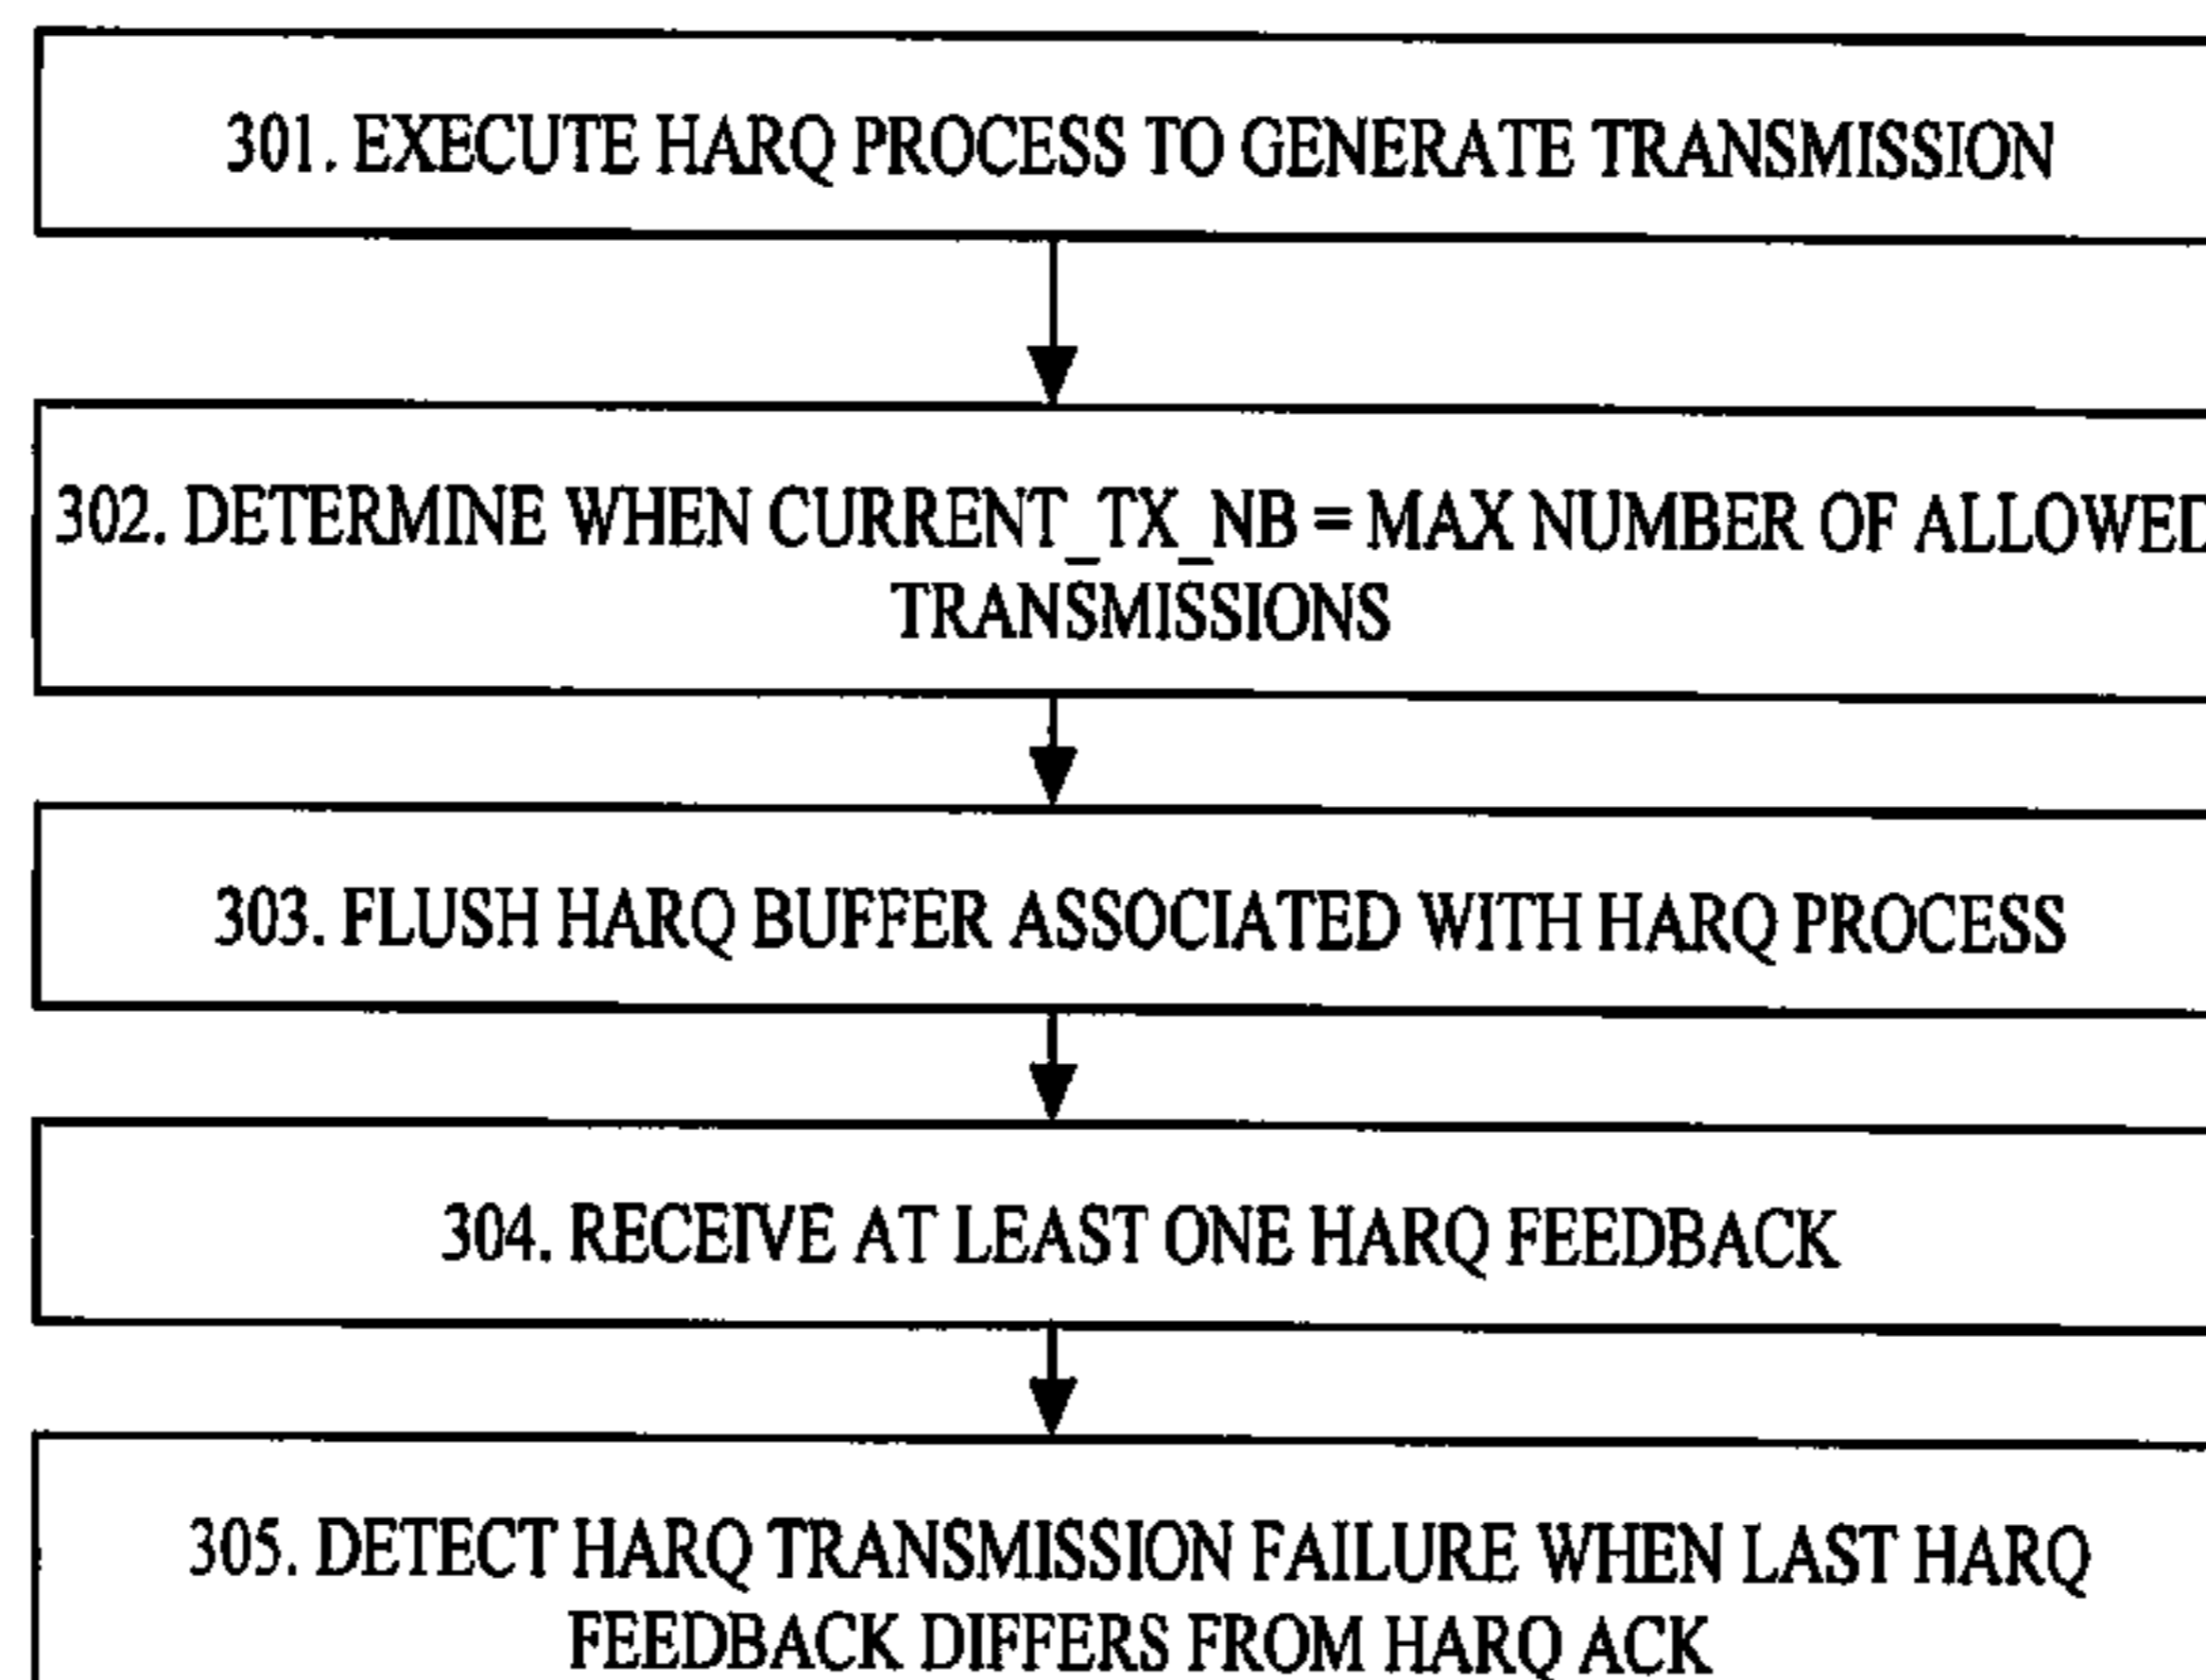 301. EXECUTE HARQ PROCESS TO GENERATE TRANSMISSION
302. DETERMINE WHEN CURRENT_TX_NB = MAX NUMBER OF ALLOWED
TRANSMISSIONS
303. FLUSH HARQ BUFFER ASSOCIATED WITH HARQ PROCESS
304. RECEIVE AT LEAST ONE HARQ FEEDBACK
305. DETECT HARQ TRANSMISSION FAILURE WHEN LAST HARQ
FEEDBACK DIFFERS FROM HARQ ACK